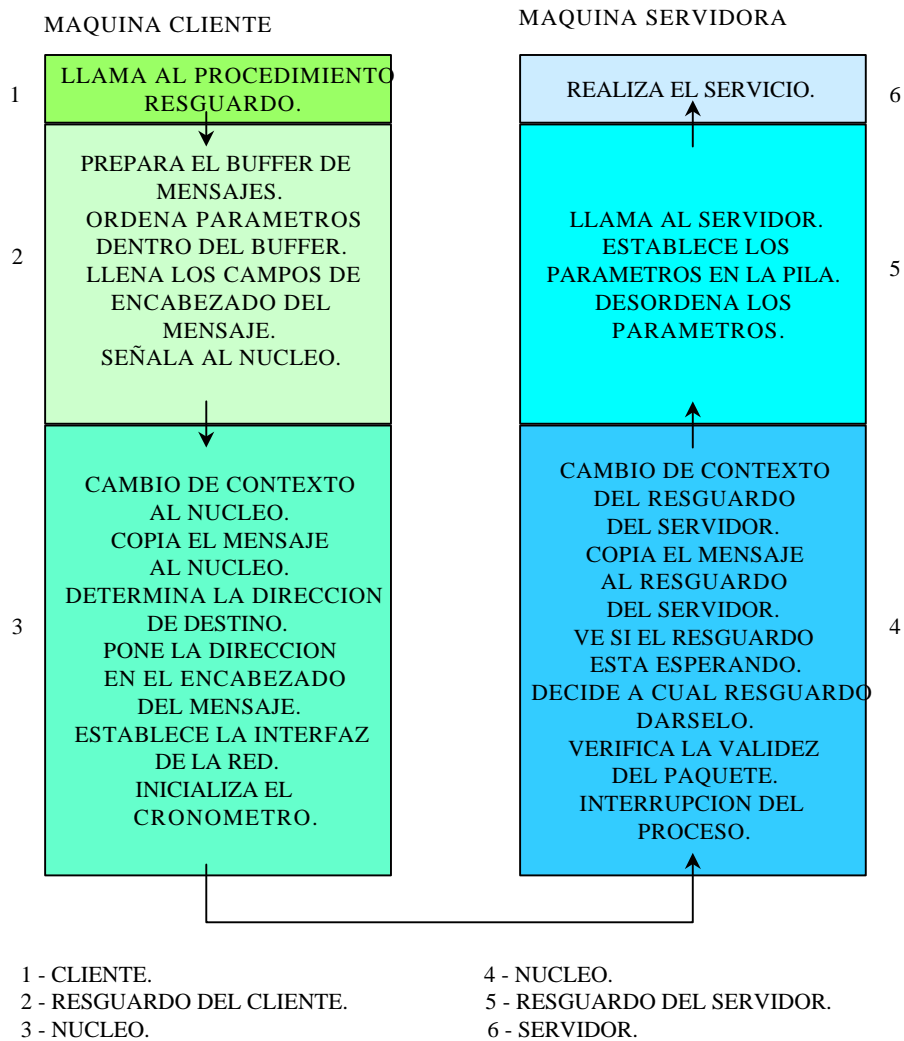 MAQUINA CLIENTE
1
LLAMA AL PROCEDIMIENTO
RESGUARDO.
2
PREPARA EL BUFFER DE
MENSAJES.
ORDENA PARAMETROS
DENTRO DEL BUFFER.
LLENA LOS CAMPOS DE
ENCABEZADO DEL
MENSAJE.
SEÑALA AL NUCLEO.
3
CAMBIO DE CONTEXTO
AL NUCLEO.
COPIA EL MENSAJE
AL NUCLEO.
DETERMINA LA DIRECCION
DE DESTINO.
PONE LA DIRECCION
EN EL ENCABEZADO
DEL MENSAJE.
ESTABLECE LA INTERFAZ
DE LA RED.
INICIALIZA EL
CRONOMETRO.
MAQUINA SERVIDORA
REALIZA EL SERVICIO.
6
LLAMA AL SERVIDOR.
ESTABLECE LOS
PARAMETROS EN LA PILA.
DESORDENA LOS
PARAMETROS.
5
CAMBIO DE CONTEXTO
DEL RESGUARDO
DEL SERVIDOR.
COPIA EL MENSAJE
AL RESGUARDO
DEL SERVIDOR.
VE SI EL RESGUARDO
ESTA ESPERANDO.
DECIDE A CUAL RESGUARDO
DARSELO.
VERIFICA LA VALIDEZ
DEL PAQUETE.
INTERRUPCION DEL
PROCESO.
4
1 - CLIENTE.
2 - RESGUARDO DEL CLIENTE.
3 - NUCLEO.
4 - NUCLEO.
5 - RESGUARDO DEL SERVIDOR.
6 - SERVIDOR.